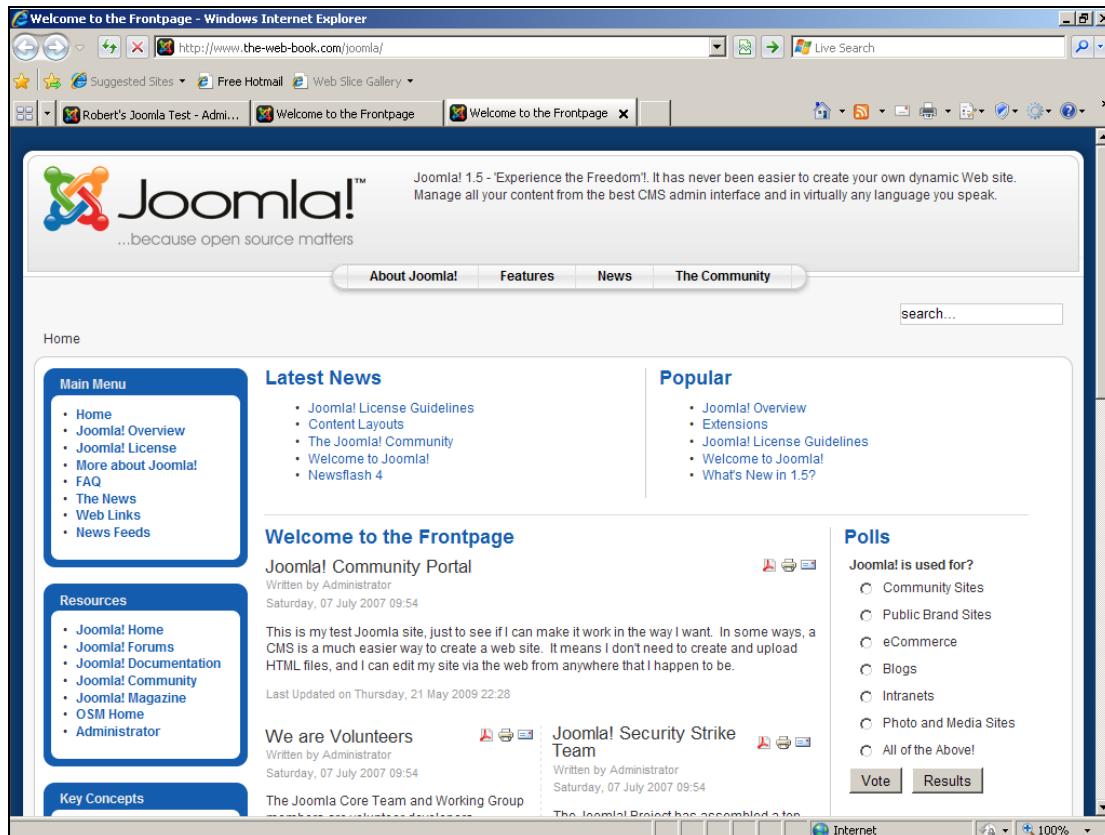 Welcome to the Frontpage - Windows Internet Explorer
http://www.the-web-book.com/joomla/
Live Search
Suggested Sites
Free Hotmail
Web Slice Gallery
Robert's Joomla Test - Admi...
Welcome to the Frontpage
Welcome to the Frontpage
Joomla!™
...because open source matters
Joomla! 1.5 - 'Experience the Freedom'!. It has never been easier to create your own dynamic Web site.
Manage all your content from the best CMS admin interface and in virtually any language you speak.
About Joomla!
Features
News
The Community
search...
Home
Main Menu
Home
Joomla! Overview
Joomla! License
More about Joomla!
FAQ
The News
Web Links
News Feeds
Resources
Joomla! Home
Joomla! Forums
Joomla! Documentation
Joomla! Community
Joomla! Magazine
OSM Home
Administrator
Key Concepts
Latest News
Joomla! License Guidelines
Content Layouts
The Joomla! Community
Welcome to Joomla!
Newsflash 4
Popular
Joomla! Overview
Extensions
Joomla! License Guidelines
Welcome to Joomla!
What's New in 1.5?
Welcome to the Frontpage
Joomla! Community Portal
Written by Administrator
Saturday, 07 July 2007 09:54
This is my test Joomla site, just to see if I can make it work in the way I want. In some ways, a
CMS is a much easier way to create a web site. It means I don't need to create and upload
HTML files, and I can edit my site via the web from anywhere that I happen to be.
Last Updated on Thursday, 21 May 2009 22:28
We are Volunteers
Written by Administrator
Saturday, 07 July 2007 09:54
The Joomla Core Team and Working Group
members are volunteer developers
Joomla! Security Strike
Team
Written by Administrator
Saturday, 07 July 2007 09:54
The Joomla! Project has assembled a top
Polls
Joomla! is used for?
Community Sites
Public Brand Sites
eCommerce
Blogs
Intranets
Photo and Media Sites
All of the Above!
Vote
Results
Internet
100%